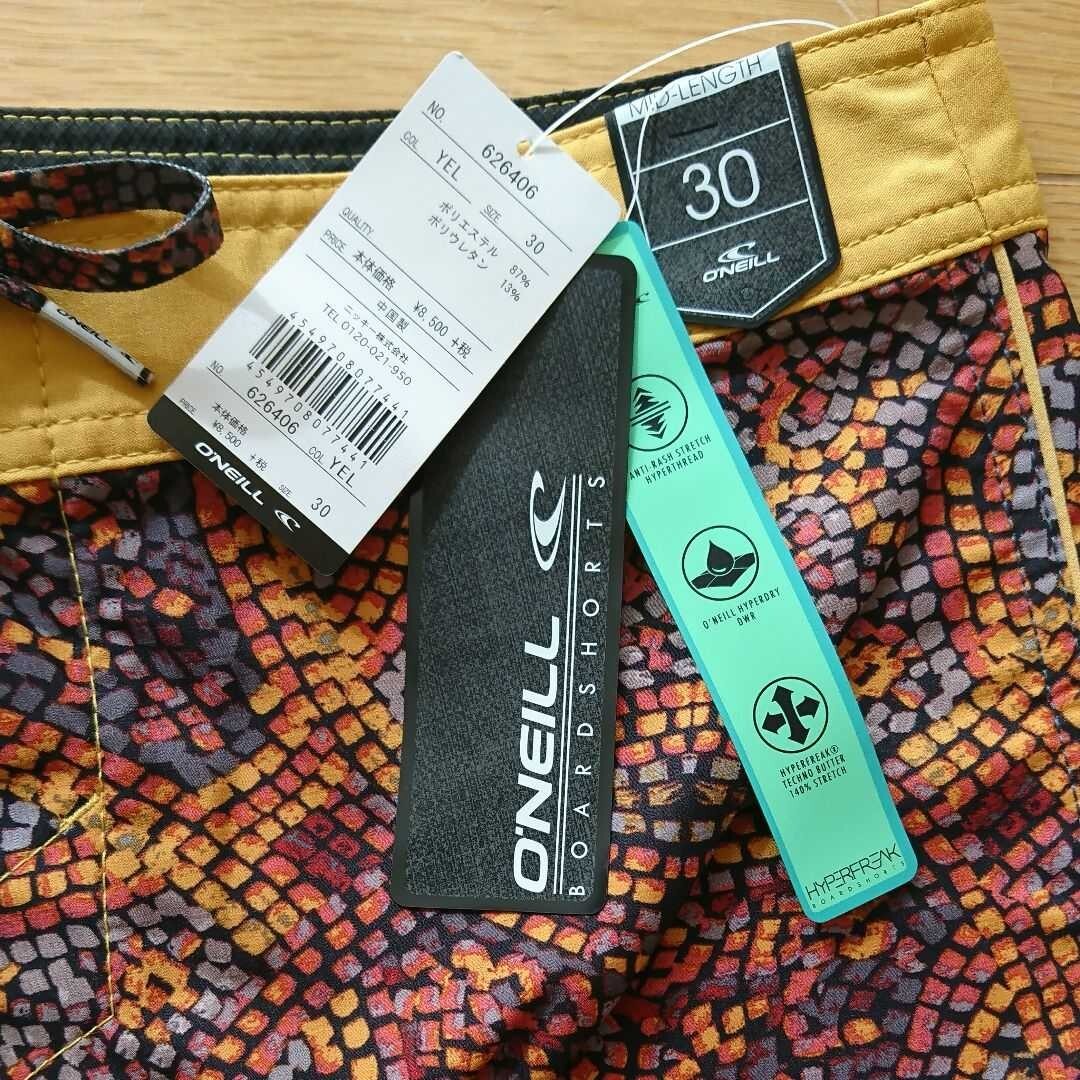 NO. 626406
COL YEL SIZE 30
QUALITY ポリエステル 87%
ポリウレタン 13%
PRICE 本体価格 ¥8,500 +税
中国製
ニッキー株式会社
TEL 0120-021-950
4549708077441
4549708077441
NO. 626406 COL YEL
PRICE 本体価格 SIZE 30
¥8,500 +税
O'NEILL
MID-LENGTH
30
O'NEILL
O'NEILL
O'NEILL
BOARDSHORTS
ANTI-RASH STRETCH
HYPERTHREAD
O'NEILL HYPERDRY
DWR
HYPERFREAK®
TECHNO BUTTER
140% STRETCH
HYPERFREAK
BOARDSHORTS